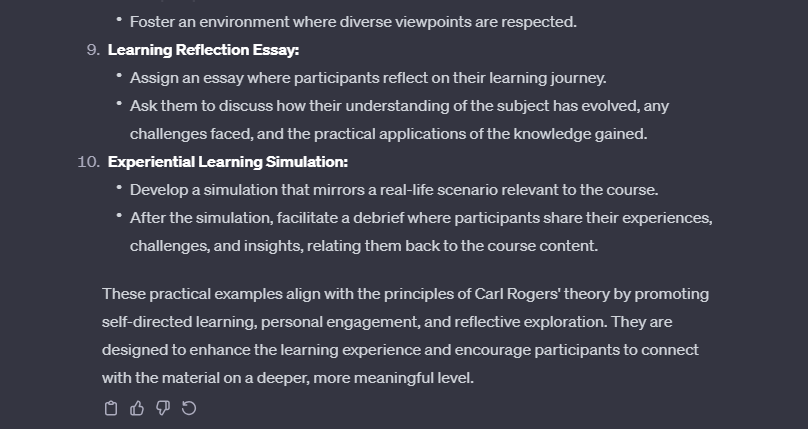 • Foster an environment where diverse viewpoints are respected.
9. Learning Reflection Essay:
• Assign an essay where participants reflect on their learning journey.
• Ask them to discuss how their understanding of the subject has evolved, any
challenges faced, and the practical applications of the knowledge gained.
10. Experiential Learning Simulation:
• Develop a simulation that mirrors a real-life scenario relevant to the course.
• After the simulation, facilitate a debrief where participants share their experiences,
challenges, and insights, relating them back to the course content.
These practical examples align with the principles of Carl Rogers' theory by promoting
self-directed learning, personal engagement, and reflective exploration. They are
designed to enhance the learning experience and encourage participants to connect
with the material on a deeper, more meaningful level.